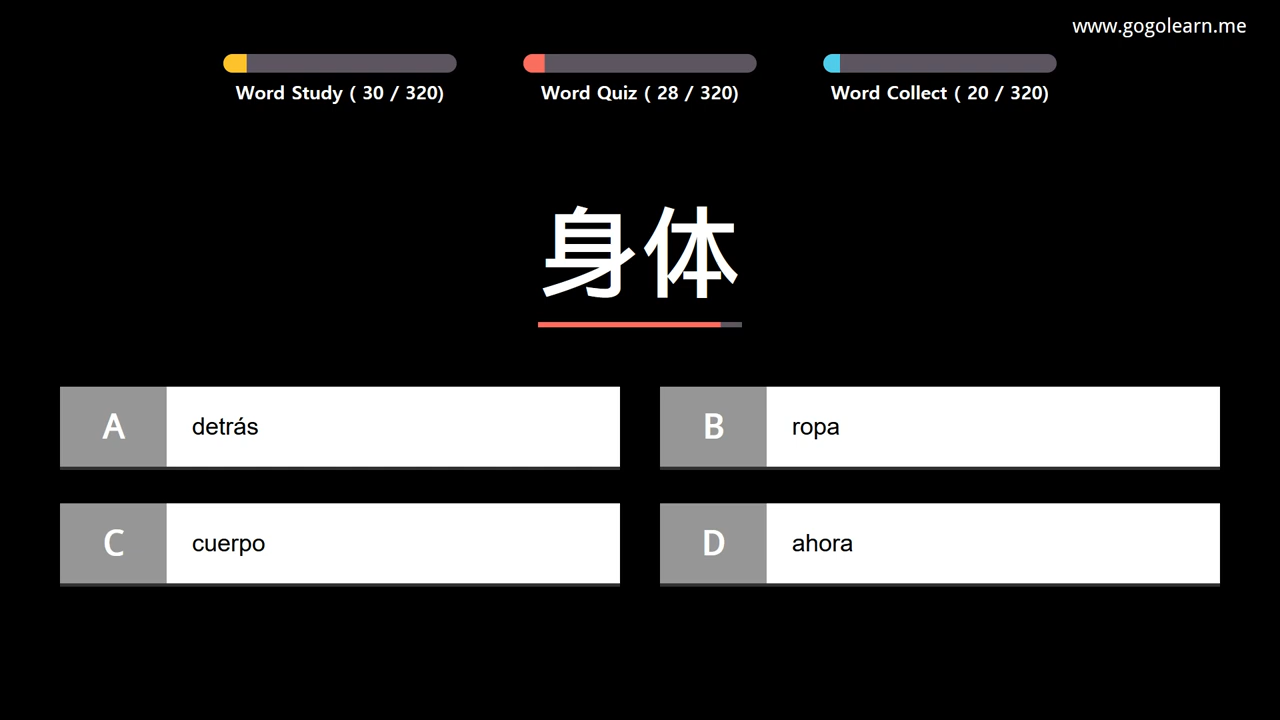 www.gogolearn.me
Word Study ( 30 / 320)
Word Quiz ( 28 / 320)
Word Collect ( 20 / 320)
身体
A detrás
B ropa
C cuerpo
D ahora